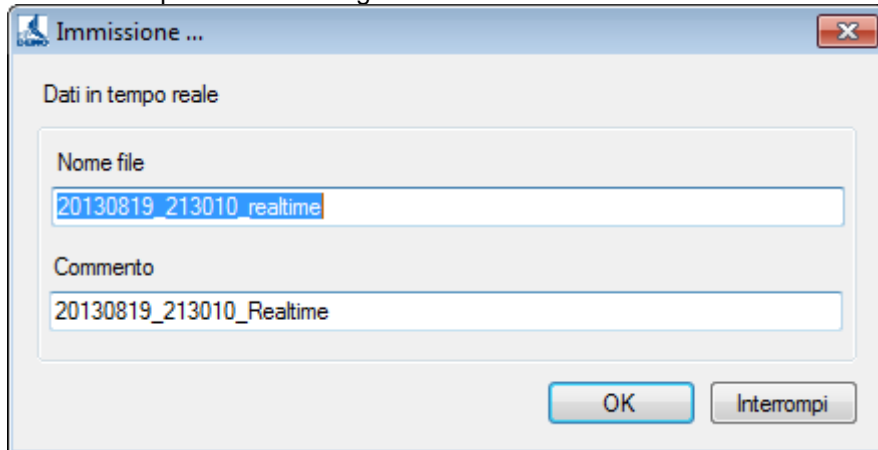 Immissione ...
Dati in tempo reale
Nome file
20130819_213010_realtime
Commento
20130819_213010_Realtime
OK Interrompi